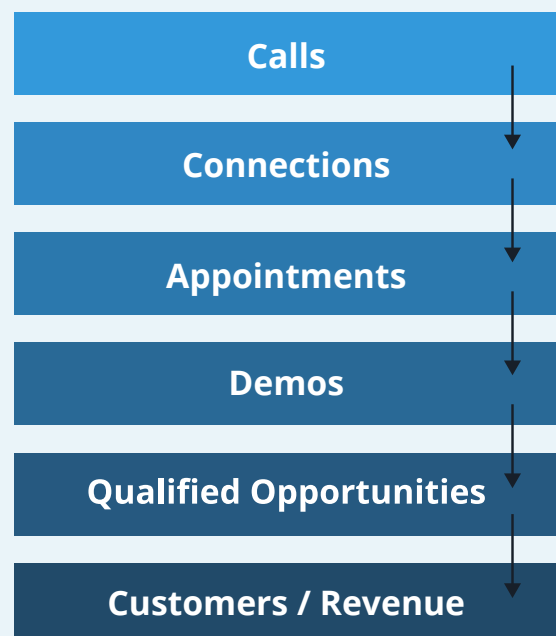 Calls
Connections
Appointments
Demos
Qualified Opportunities
Customers / Revenue